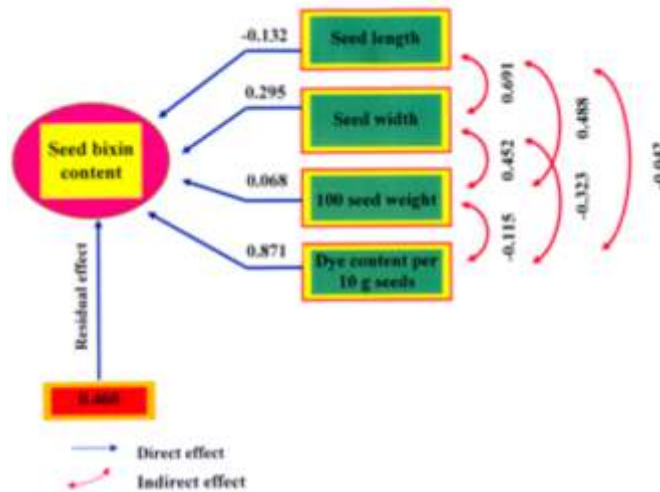 -0.132
Seed length
0.295
Seed width
Seed bixin
content
0.068
100 seed weight
0.871
Dye content per
10 g seeds
0.691
0.452
-0.115
0.488
-0.323
Residual effect
Direct effect
Indirect effect